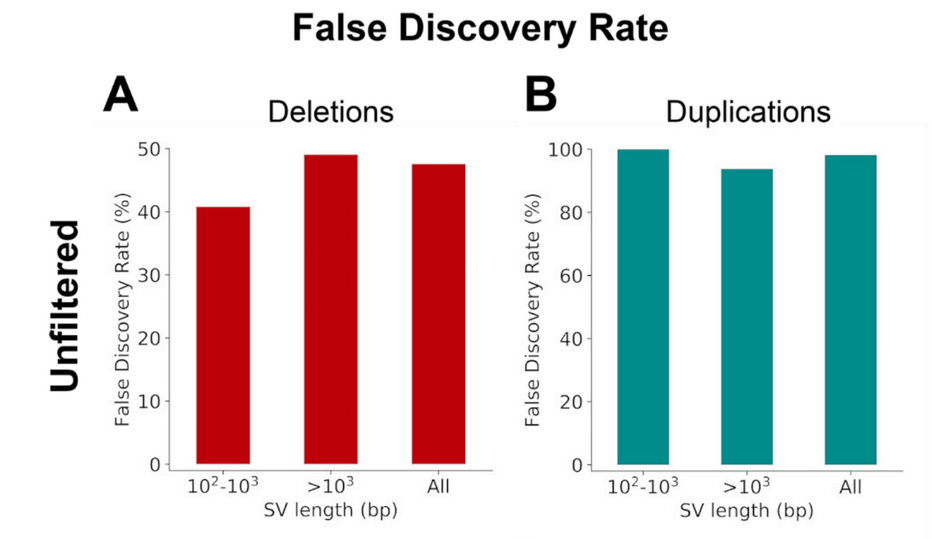 False Discovery Rate
A
Deletions
B
Duplications
Unfiltered
False Discovery Rate (%)
50
40
30
20
10
0
10²-10³
>10³
All
SV length (bp)
False Discovery Rate (%)
100
80
60
40
20
0
10²-10³
>10³
All
SV length (bp)